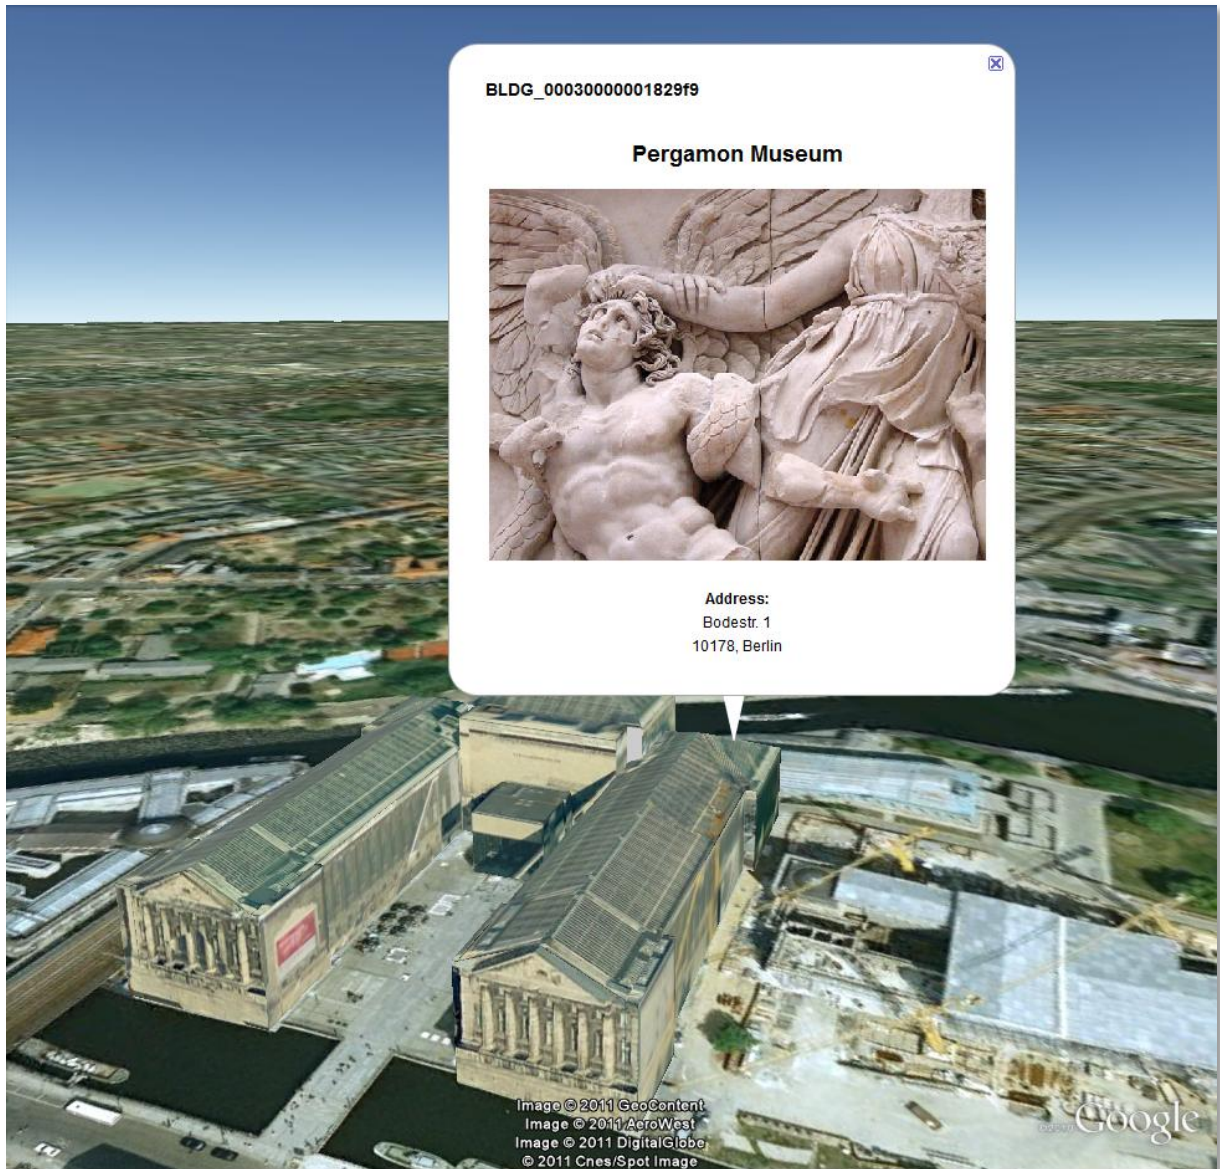 BLDG_00030000001829f9
Pergamon Museum
Address:
Bodestr. 1
10178, Berlin
Image © 2011 GeoContent
Image © 2011 AeroWest
Image © 2011 DigitalGlobe
© 2011 Cnes/Spot Image
Google